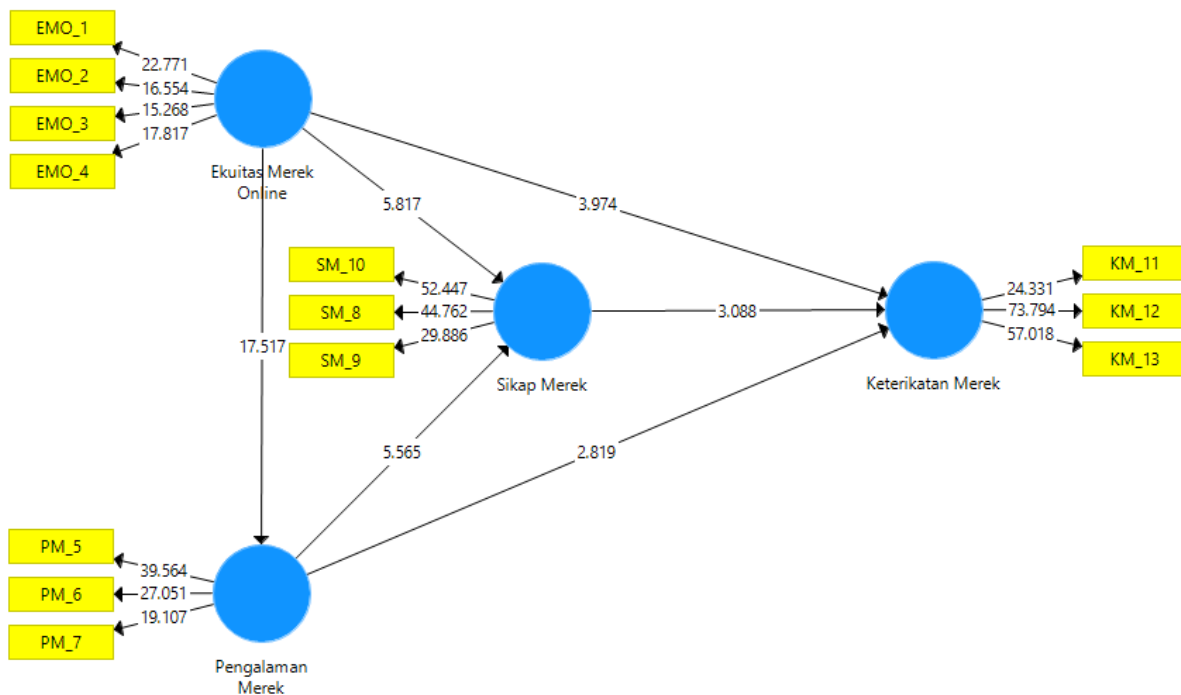 EMO_1
EMO_2
EMO_3
EMO_4
22.771
16.554
15.268
17.817
Ekuitas Merek
Online
5.817
3.974
17.517
SM_10
SM_8
SM_9
52.447
44.762
29.886
Sikap Merek
3.088
KM_11
KM_12
KM_13
24.331
73.794
57.018
Keterikatan Merek
5.565
2.819
PM_5
PM_6
PM_7
39.564
27.051
19.107
Pengalaman
Merek